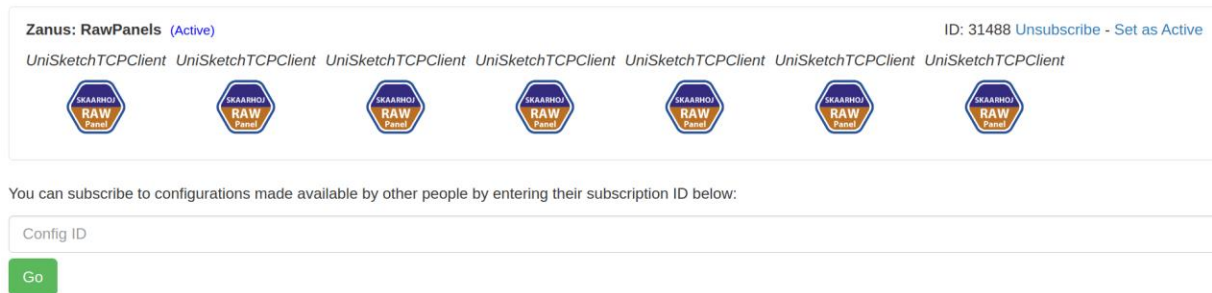 Zanus: RawPanels (Active) ID: 31488 Unsubscribe - Set as Active
UniSketchTCPClient UniSketchTCPClient UniSketchTCPClient UniSketchTCPClient UniSketchTCPClient UniSketchTCPClient UniSketchTCPClient
SKAARHOJ SKAARHOJ SKAARHOJ SKAARHOJ SKAARHOJ SKAARHOJ SKAARHOJ
RAW RAW RAW RAW RAW RAW RAW
Panel Panel Panel Panel Panel Panel Panel
You can subscribe to configurations made available by other people by entering their subscription ID below:
Config ID
Go